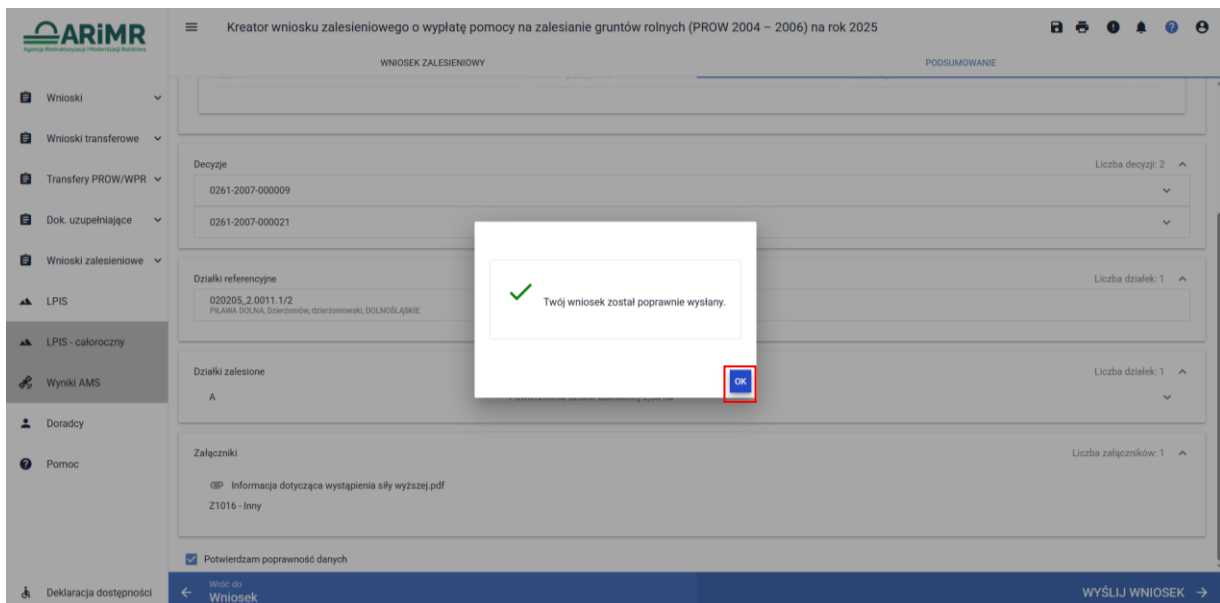 ARiMR
Agencja Restrukturyzacji i Modernizacji Rolnictwa
Kreator wniosku zalesieniowego o wypłatę pomocy na zalesianie gruntów rolnych (PROW 2004 – 2006) na rok 2025
WNIOSEK ZALESIENIOWY
PODSUMOWANIE
Wnioski
Wnioski transferowe
Transfery PROW/WPR
Dok. uzupełniające
Wnioski zalesieniowe
LPIS
LPIS - całoroczny
Wyniki AMS
Doradcy
Pomoc
Deklaracja dostępności
Decyzje
Liczba decyzji: 2
0261-2007-000009
0261-2007-000021
Działki referencyjne
Liczba działek: 1
020205_2.0011.1/2
PIŁAWA DOLNA, Dzierżoniów, dzierżoniowski, DOLNOŚLĄSKIE
Twój wniosek został poprawnie wysłany.
OK
Działki zalesione
Liczba działek: 1
A
Załączniki
Liczba załączników: 1
Informacja dotycząca wystąpienia siły wyższej.pdf
Z1016 - Inny
Potwierdzam poprawność danych
Wróć do
Wniosek
WYŚLIJ WNIOSEK